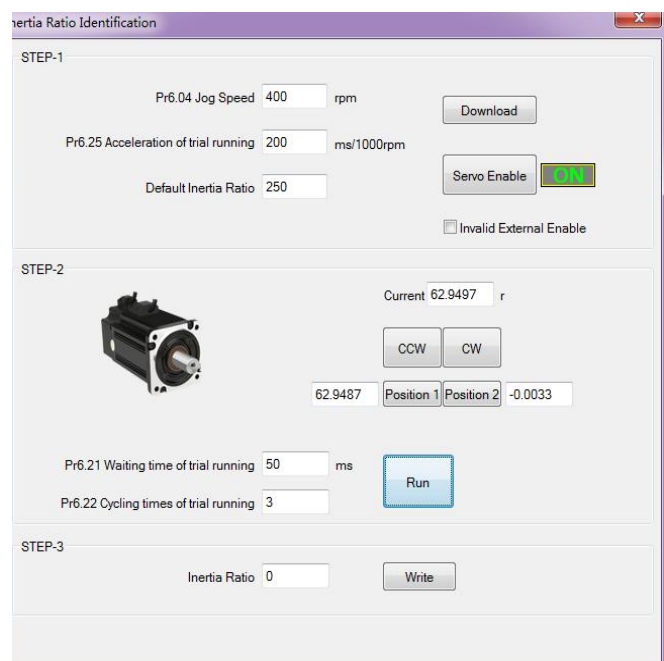 nertia Ratio Identification
STEP-1
Pr6.04 Jog Speed 400 rpm
Download
Pr6.25 Acceleration of trial running 200 ms/1000rpm
Default Inertia Ratio 250
Servo Enable ON
Invalid External Enable
STEP-2
Current 62.9497 r
CCW CW
62.9487 Position 1 Position 2 -0.0033
Pr6.21 Waiting time of trial running 50 ms
Run
Pr6.22 Cycling times of trial running 3
STEP-3
Inertia Ratio 0 Write